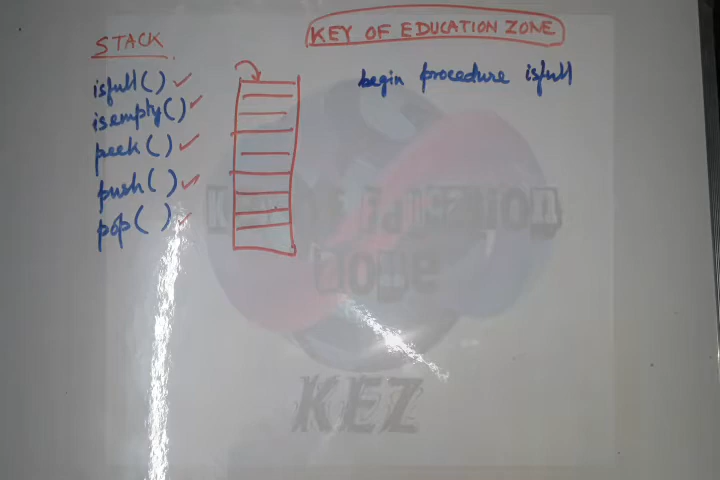 STACK
KEY OF EDUCATION ZONE
isfull()
isempty()
peek()
push()
pop()
begin procedure isfull
KEZ